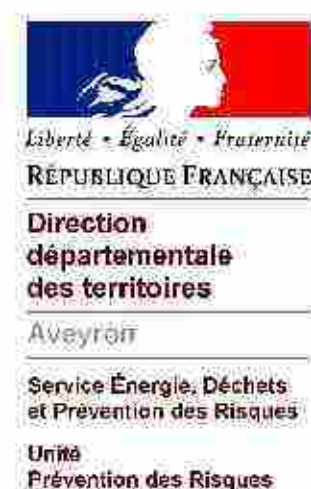 Liberté • Égalité • Fraternité
RÉPUBLIQUE FRANÇAISE
Direction
départementale
des territoires
Aveyron
Service Énergie, Déchets
et Prévention des Risques
Unité
Prévention des Risques